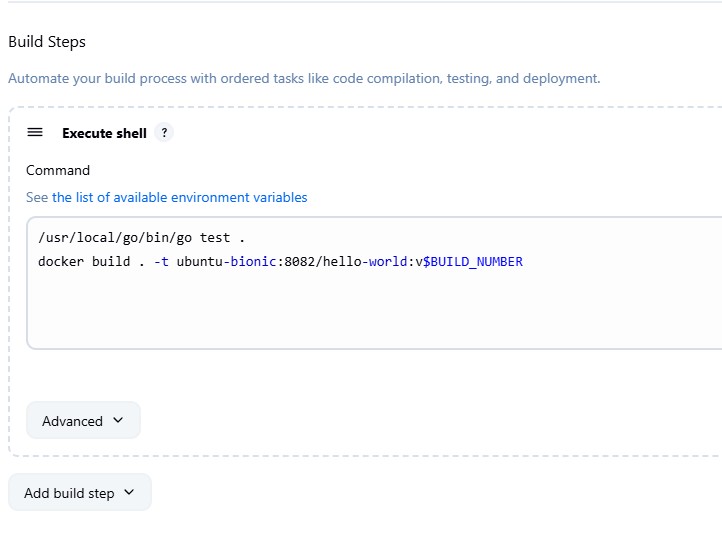 Build Steps
Automate your build process with ordered tasks like code compilation, testing, and deployment.
Execute shell ?
Command
See the list of available environment variables
/usr/local/go/bin/go test .
docker build . -t ubuntu-bionic:8082/hello-world:v$BUILD_NUMBER
Advanced
Add build step